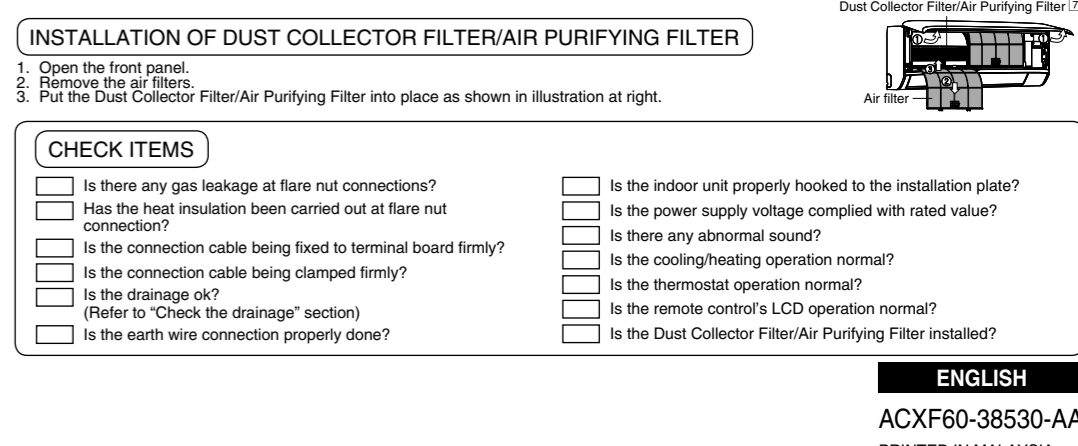 Dust Collector Filter/Air Purifying Filter 7
INSTALLATION OF DUST COLLECTOR FILTER/AIR PURIFYING FILTER
1. Open the front panel.
2. Remove the air filters.
3. Put the Dust Collector Filter/Air Purifying Filter into place as shown in illustration at right.
1
1
3
2
Air filter
CHECK ITEMS
Is there any gas leakage at flare nut connections?
Has the heat insulation been carried out at flare nut
connection?
Is the connection cable being fixed to terminal board firmly?
Is the connection cable being clamped firmly?
Is the drainage ok?
(Refer to “Check the drainage” section)
Is the earth wire connection properly done?
Is the indoor unit properly hooked to the installation plate?
Is the power supply voltage complied with rated value?
Is there any abnormal sound?
Is the cooling/heating operation normal?
Is the thermostat operation normal?
Is the remote control’s LCD operation normal?
Is the Dust Collector Filter/Air Purifying Filter installed?
ENGLISH
ACXF60-38530-AA
PRINTED IN MALAYSIA